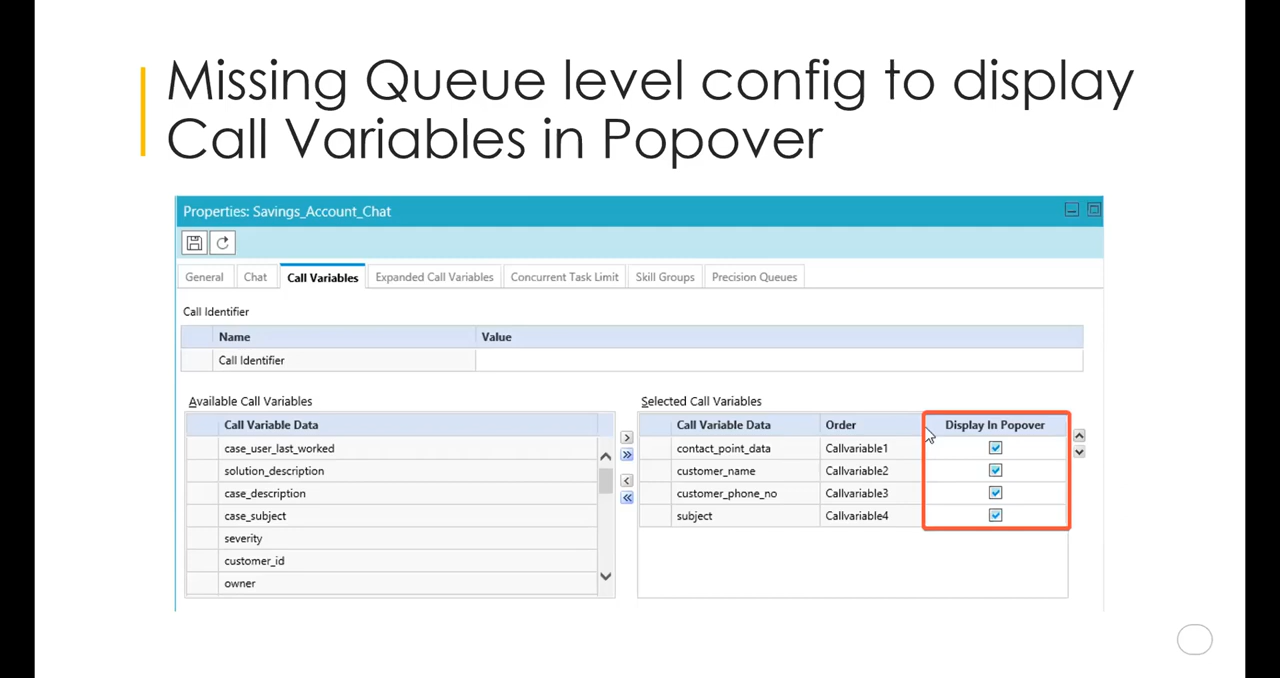 Missing Queue level config to display
Call Variables in Popover
Properties: Savings_Account_Chat
General Chat Call Variables Expanded Call Variables Concurrent Task Limit Skill Groups Precision Queues
Call Identifier
Name Value
Call Identifier
Available Call Variables
Call Variable Data
case_user_last_worked
solution_description
case_description
case_subject
severity
customer_id
owner
Selected Call Variables
Call Variable Data Order Display In Popover
contact_point_data Callvariable1
customer_name Callvariable2
customer_phone_no Callvariable3
subject Callvariable4